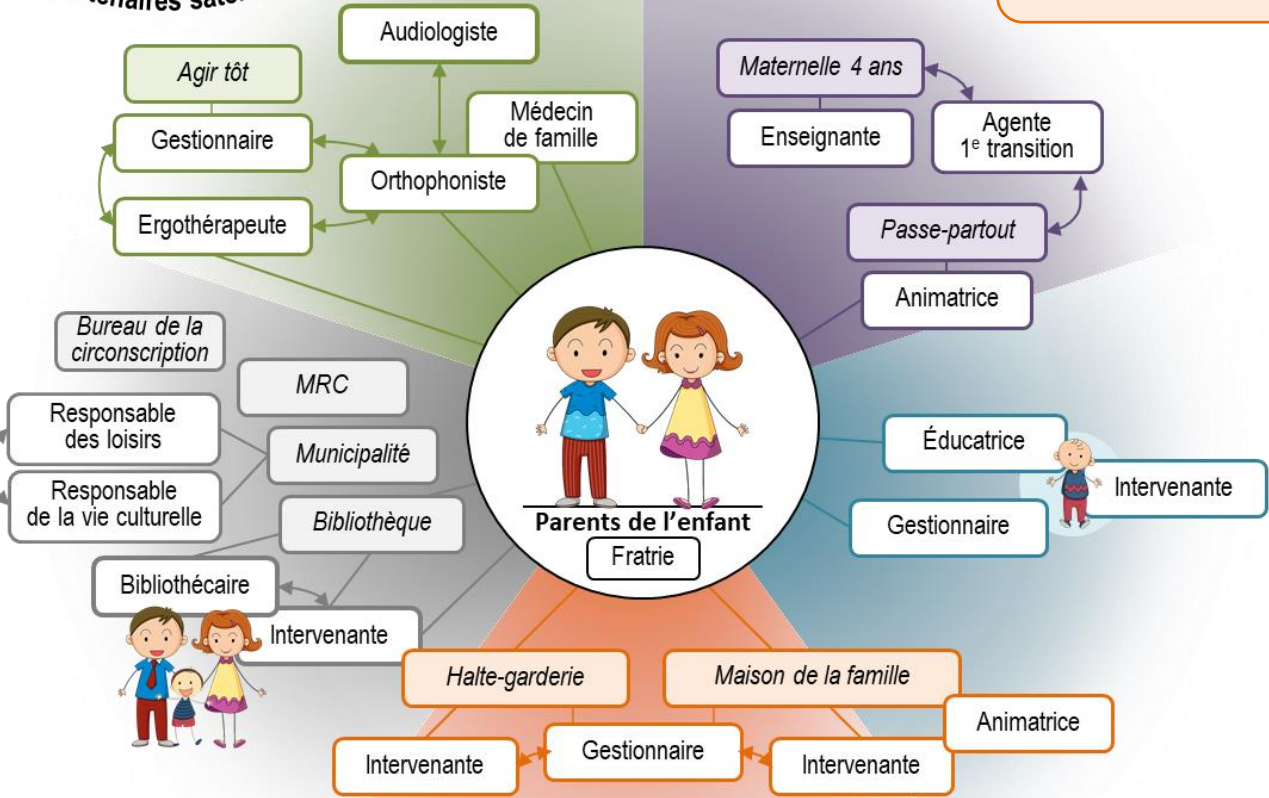 Audiologiste
Agir tôt
Médecin
de famille
Gestionnaire
Orthophoniste
Ergothérapeute
Maternelle 4 ans
Enseignante
Agente
1e transition
Passe-partout
Animatrice
Bureau de la
circonscription
MRC
Responsable
des loisirs
Municipalité
Responsable
de la vie culturelle
Bibliothèque
Bibliothécaire
Intervenante
Parents de l'enfant
Fratrie
Éducatrice
Intervenante
Gestionnaire
Halte-garderie
Maison de la famille
Animatrice
Intervenante
Gestionnaire
Intervenante